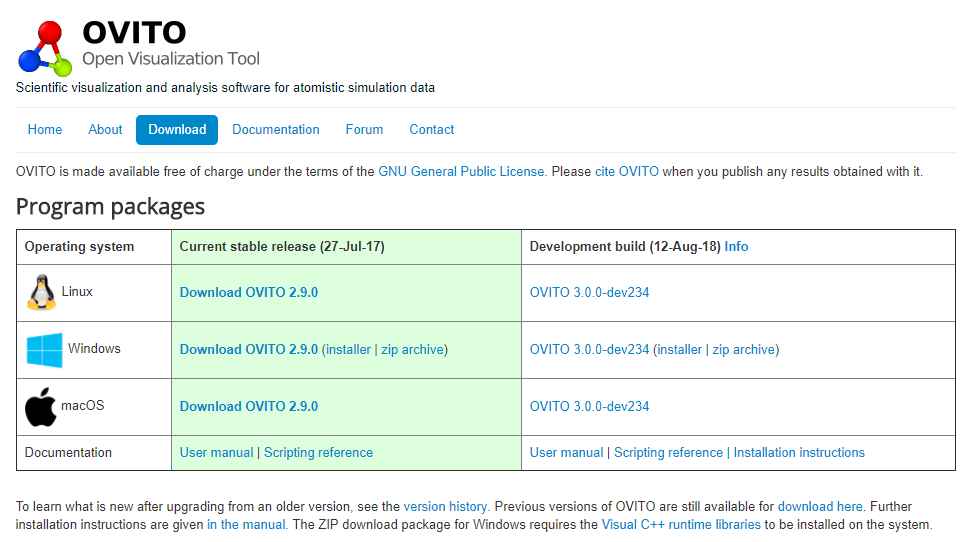 OVITO
Open Visualization Tool
Scientific visualization and analysis software for atomistic simulation data
Home About Download Documentation Forum Contact
OVITO is made available free of charge under the terms of the GNU General Public License. Please cite OVITO when you publish any results obtained with it.
Program packages
Operating system Current stable release (27-Jul-17) Development build (12-Aug-18) Info
Linux Download OVITO 2.9.0 OVITO 3.0.0-dev234
Windows Download OVITO 2.9.0 (installer | zip archive) OVITO 3.0.0-dev234 (installer | zip archive)
macOS Download OVITO 2.9.0 OVITO 3.0.0-dev234
Documentation User manual | Scripting reference User manual | Scripting reference | Installation instructions
To learn what is new after upgrading from an older version, see the version history. Previous versions of OVITO are still available for download here. Further
installation instructions are given in the manual. The ZIP download package for Windows requires the Visual C++ runtime libraries to be installed on the system.